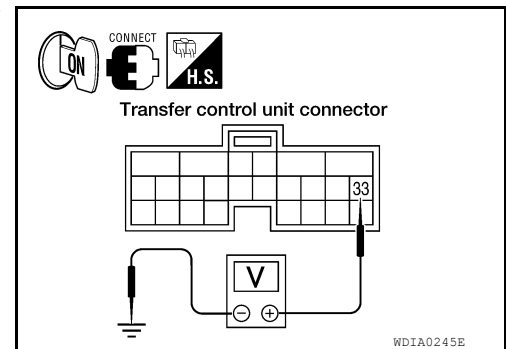 ON
CONNECT
H.S.
Transfer control unit connector
33
V
− +
WDIA0245E